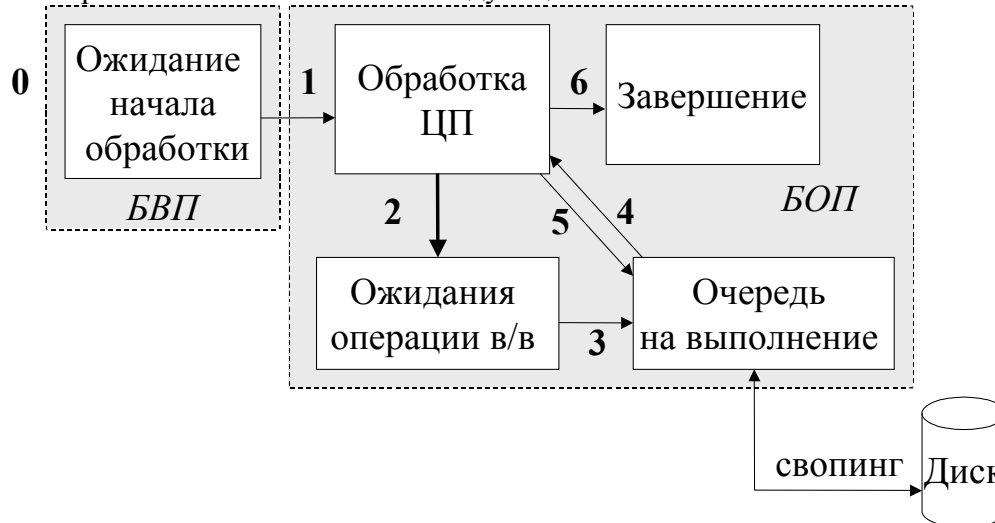 0
Ожидание
начала
обработки
БВП
1
Обработка
ЦП
6
Завершение
БОП
2
5
4
Ожидания
операции в/в
3
Очередь
на выполнение
свопинг
Диск